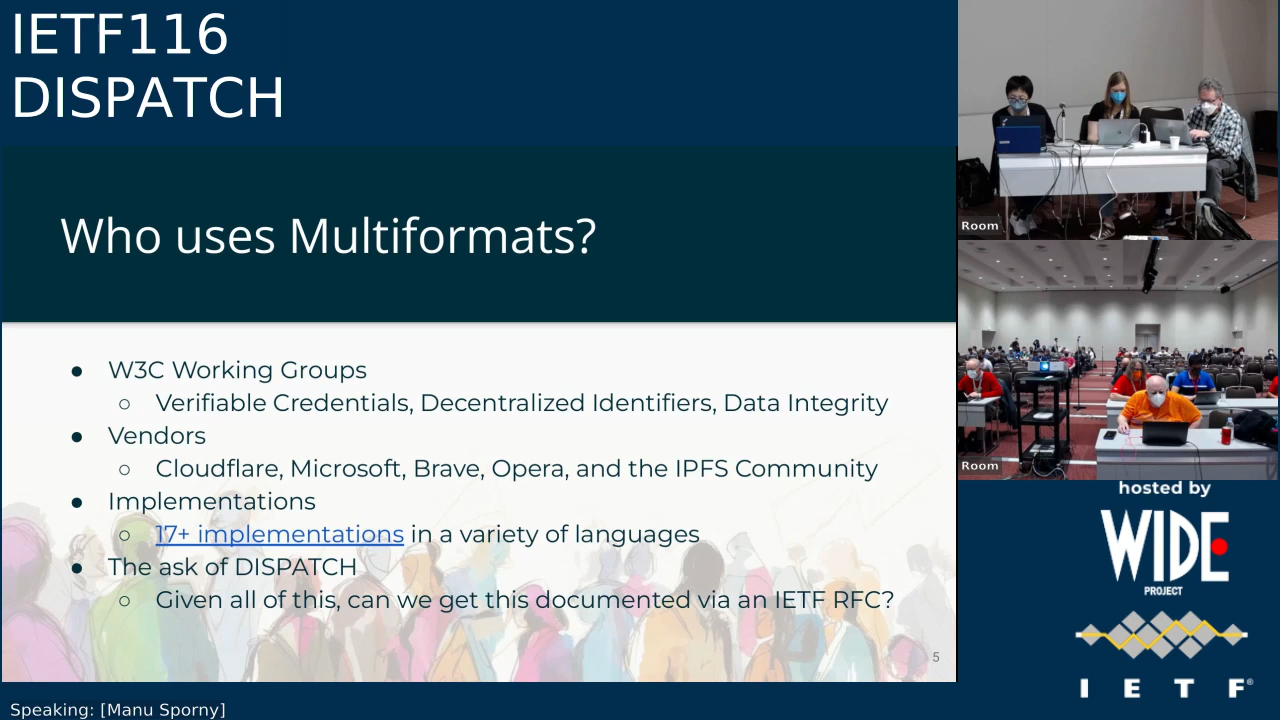 IETF116
DISPATCH
Who uses Multiformats?
● W3C Working Groups
○ Verifiable Credentials, Decentralized Identifiers, Data Integrity
● Vendors
○ Cloudflare, Microsoft, Brave, Opera, and the IPFS Community
● Implementations
○ 17+ implementations in a variety of languages
● The ask of DISPATCH
○ Given all of this, can we get this documented via an IETF RFC?
5
Speaking: [Manu Sporny]
Room
Room
hosted by
WIDE
PROJECT
I E T F®